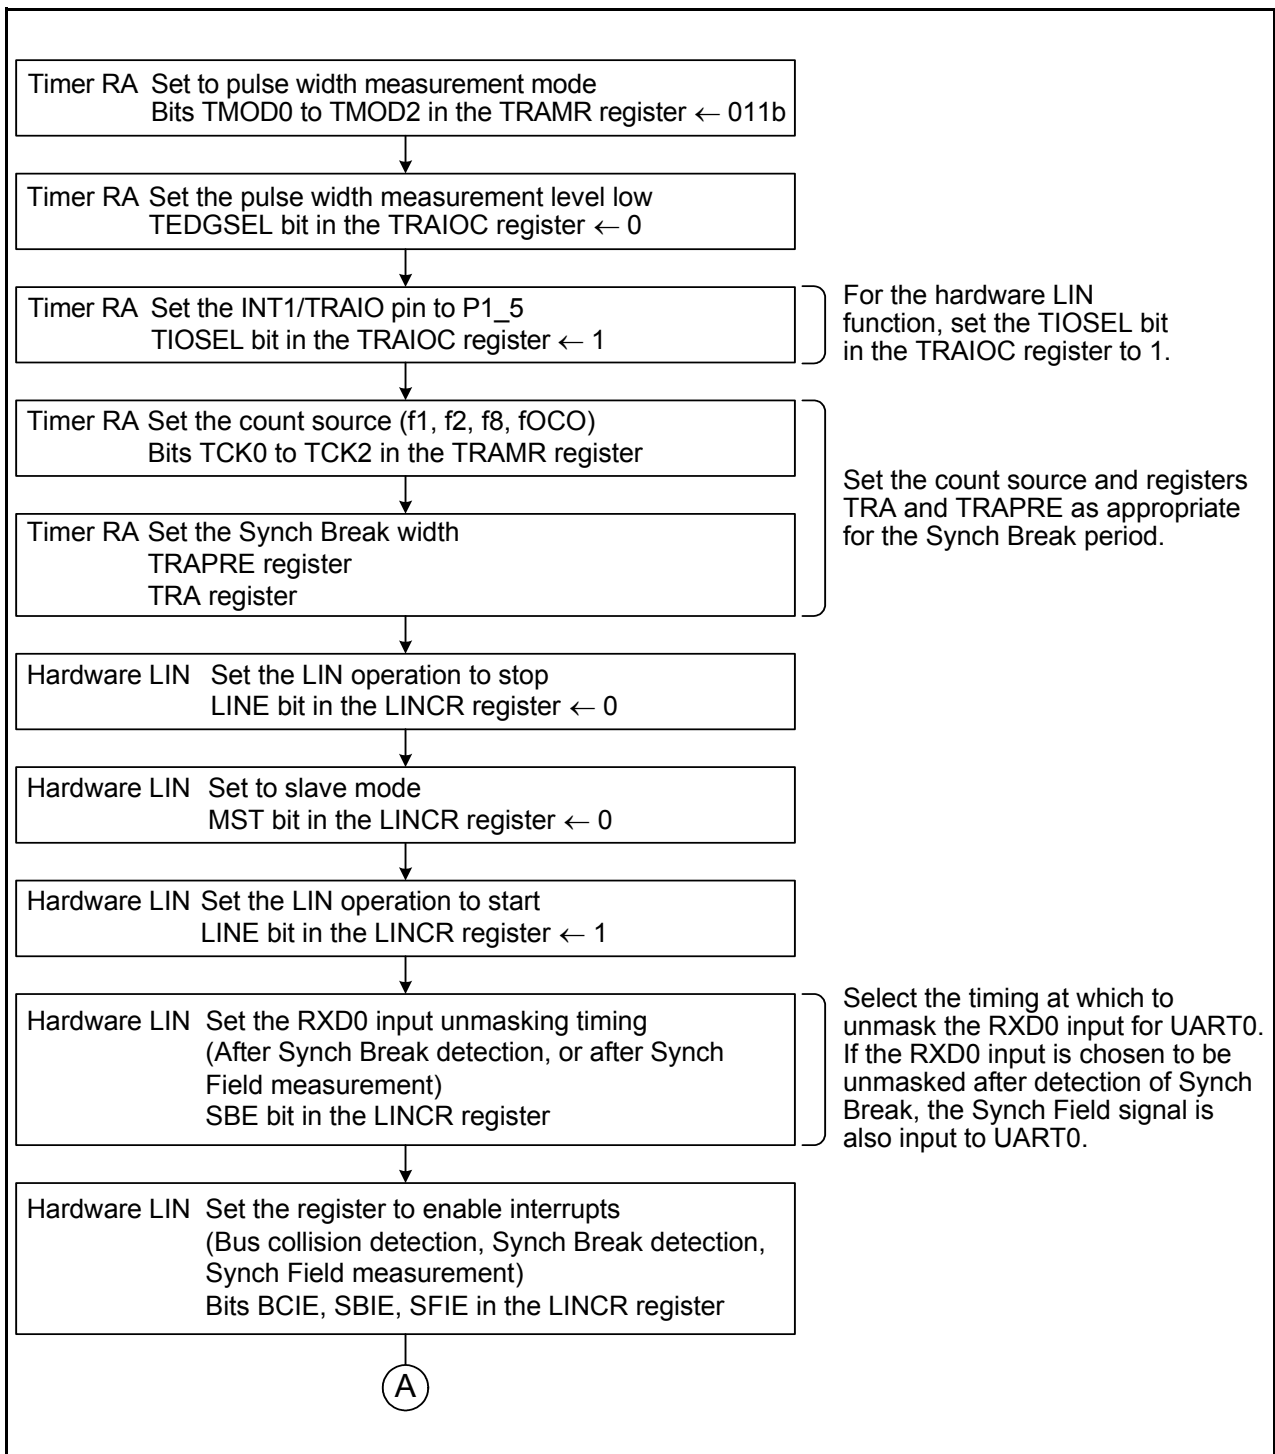 Timer RA Set to pulse width measurement mode
Bits TMOD0 to TMOD2 in the TRAMR register ← 011b
Timer RA Set the pulse width measurement level low
TEDGSEL bit in the TRAIOC register ← 0
Timer RA Set the INT1/TRAIO pin to P1_5
TIOSEL bit in the TRAIOC register ← 1
For the hardware LIN
function, set the TIOSEL bit
in the TRAIOC register to 1.
Timer RA Set the count source (f1, f2, f8, fOCO)
Bits TCK0 to TCK2 in the TRAMR register
Timer RA Set the Synch Break width
TRAPRE register
TRA register
Set the count source and registers
TRA and TRAPRE as appropriate
for the Synch Break period.
Hardware LIN Set the LIN operation to stop
LINE bit in the LINCR register ← 0
Hardware LIN Set to slave mode
MST bit in the LINCR register ← 0
Hardware LIN Set the LIN operation to start
LINE bit in the LINCR register ← 1
Hardware LIN Set the RXD0 input unmasking timing
(After Synch Break detection, or after Synch
Field measurement)
SBE bit in the LINCR register
Select the timing at which to
unmask the RXD0 input for UART0.
If the RXD0 input is chosen to be
unmasked after detection of Synch
Break, the Synch Field signal is
also input to UART0.
Hardware LIN Set the register to enable interrupts
(Bus collision detection, Synch Break detection,
Synch Field measurement)
Bits BCIE, SBIE, SFIE in the LINCR register
A